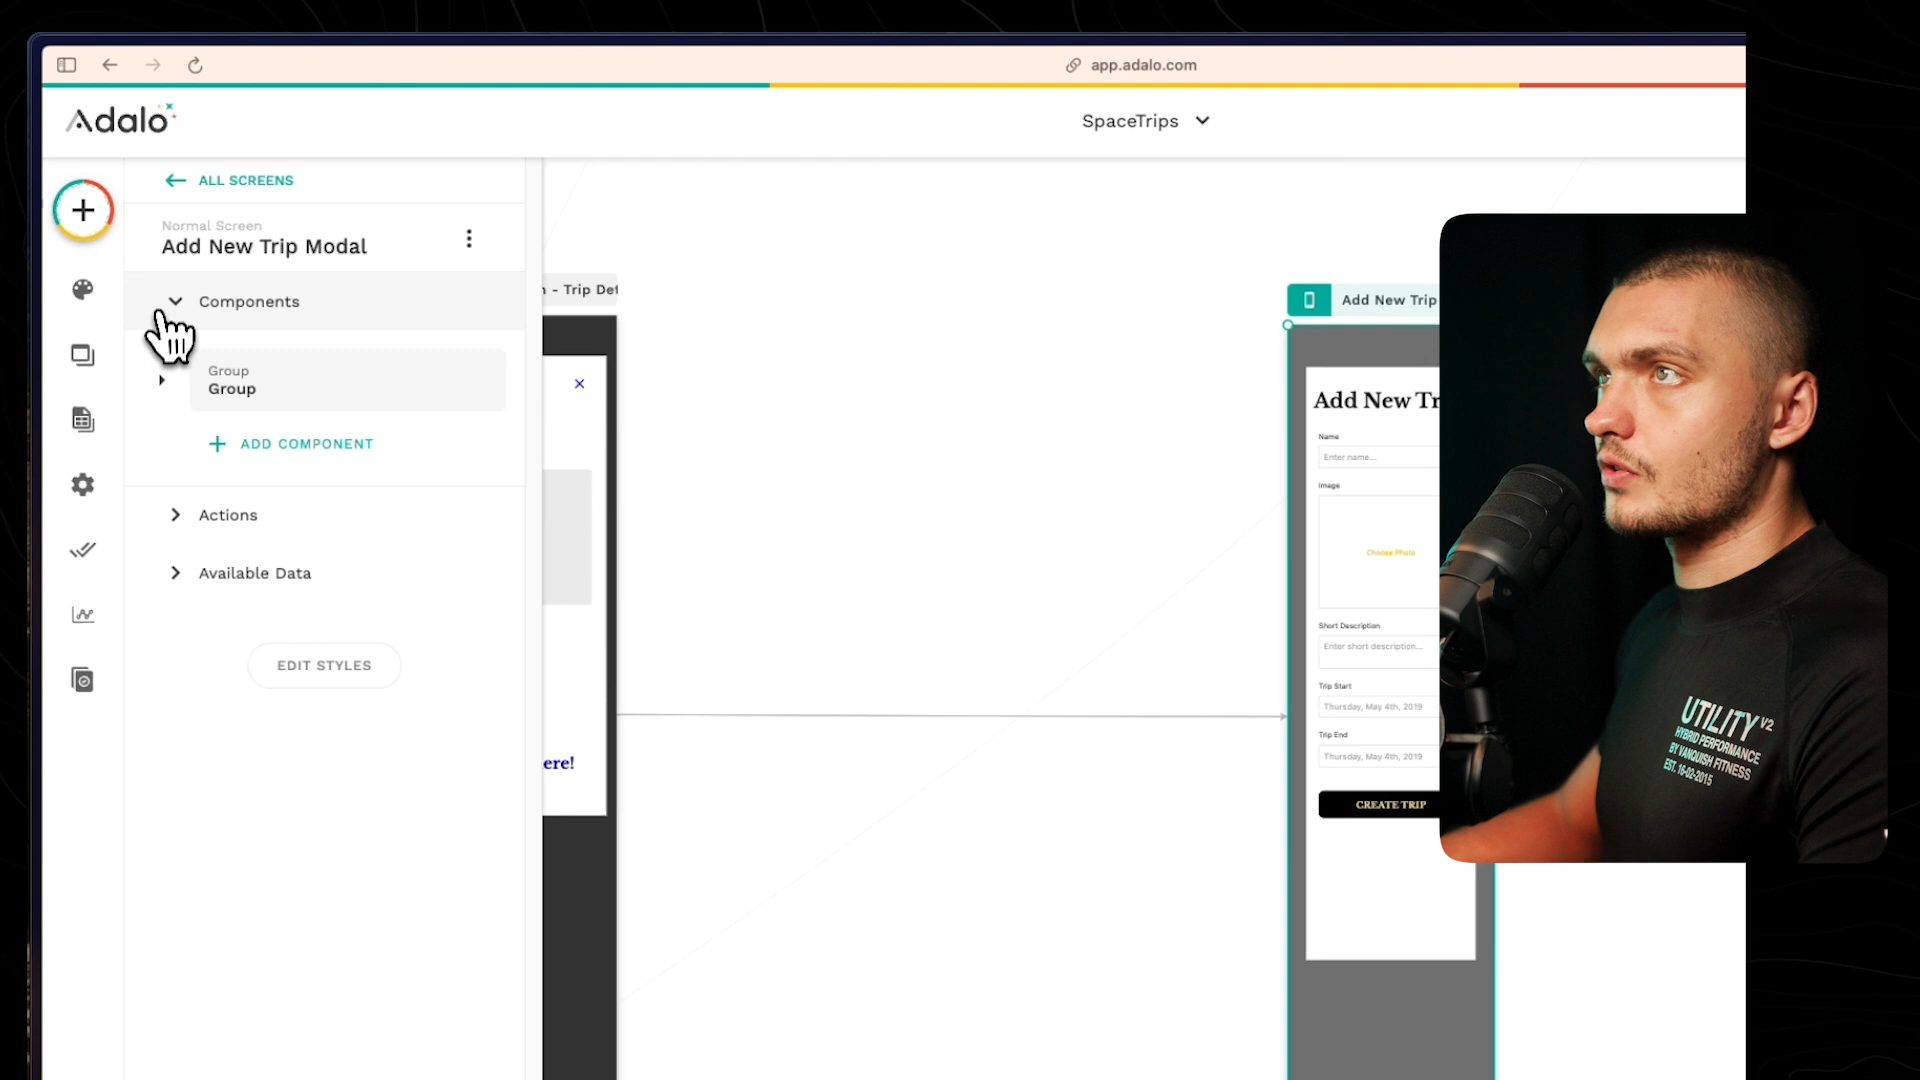 app.adalo.com
Adalo
SpaceTrips
ALL SCREENS
Normal Screen
Add New Trip Modal
Components
Group
Group
ADD COMPONENT
Actions
Available Data
EDIT STYLES
n - Trip Det
ere!
Add New Trip
Add New Tr
Name
Enter name...
Image
Choose Photo
Short Description
Enter short description...
Trip Start
Thursday, May 4th, 2019
Trip End
Thursday, May 4th, 2019
CREATE TRIP
UTILITY V2
HYBRID PERFORMANCE
BY VANQUISH FITNESS
EST. 16-02-2015